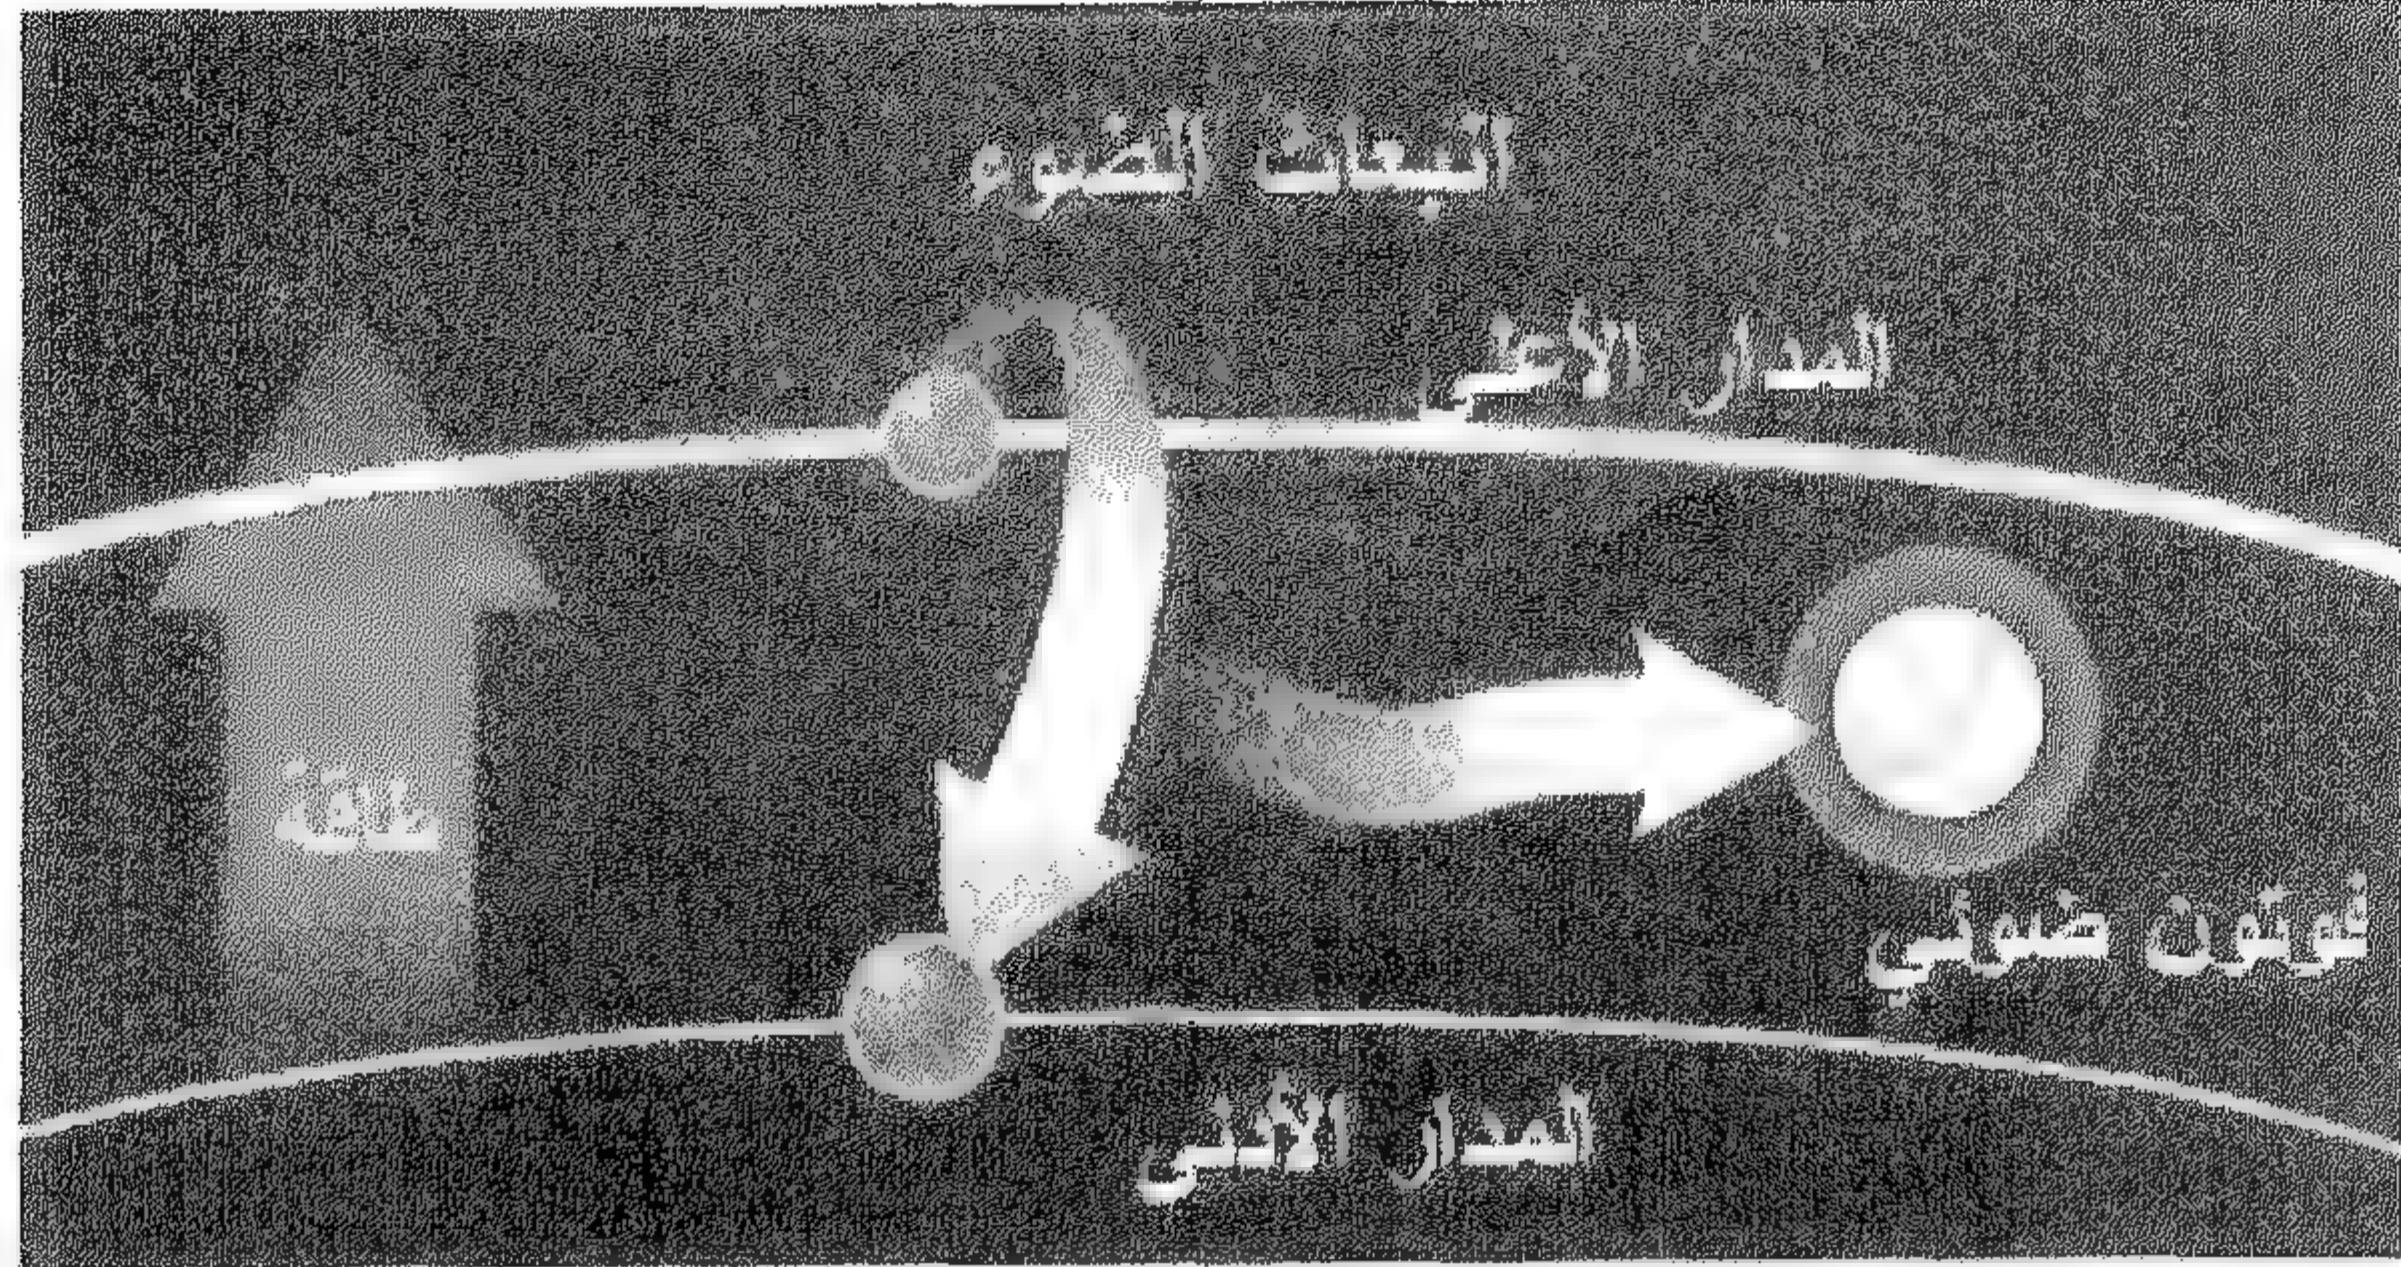 انبعاث الضوء
المدار الأعلى
طاقة
فوتون ضوئي
المدار الأدنى